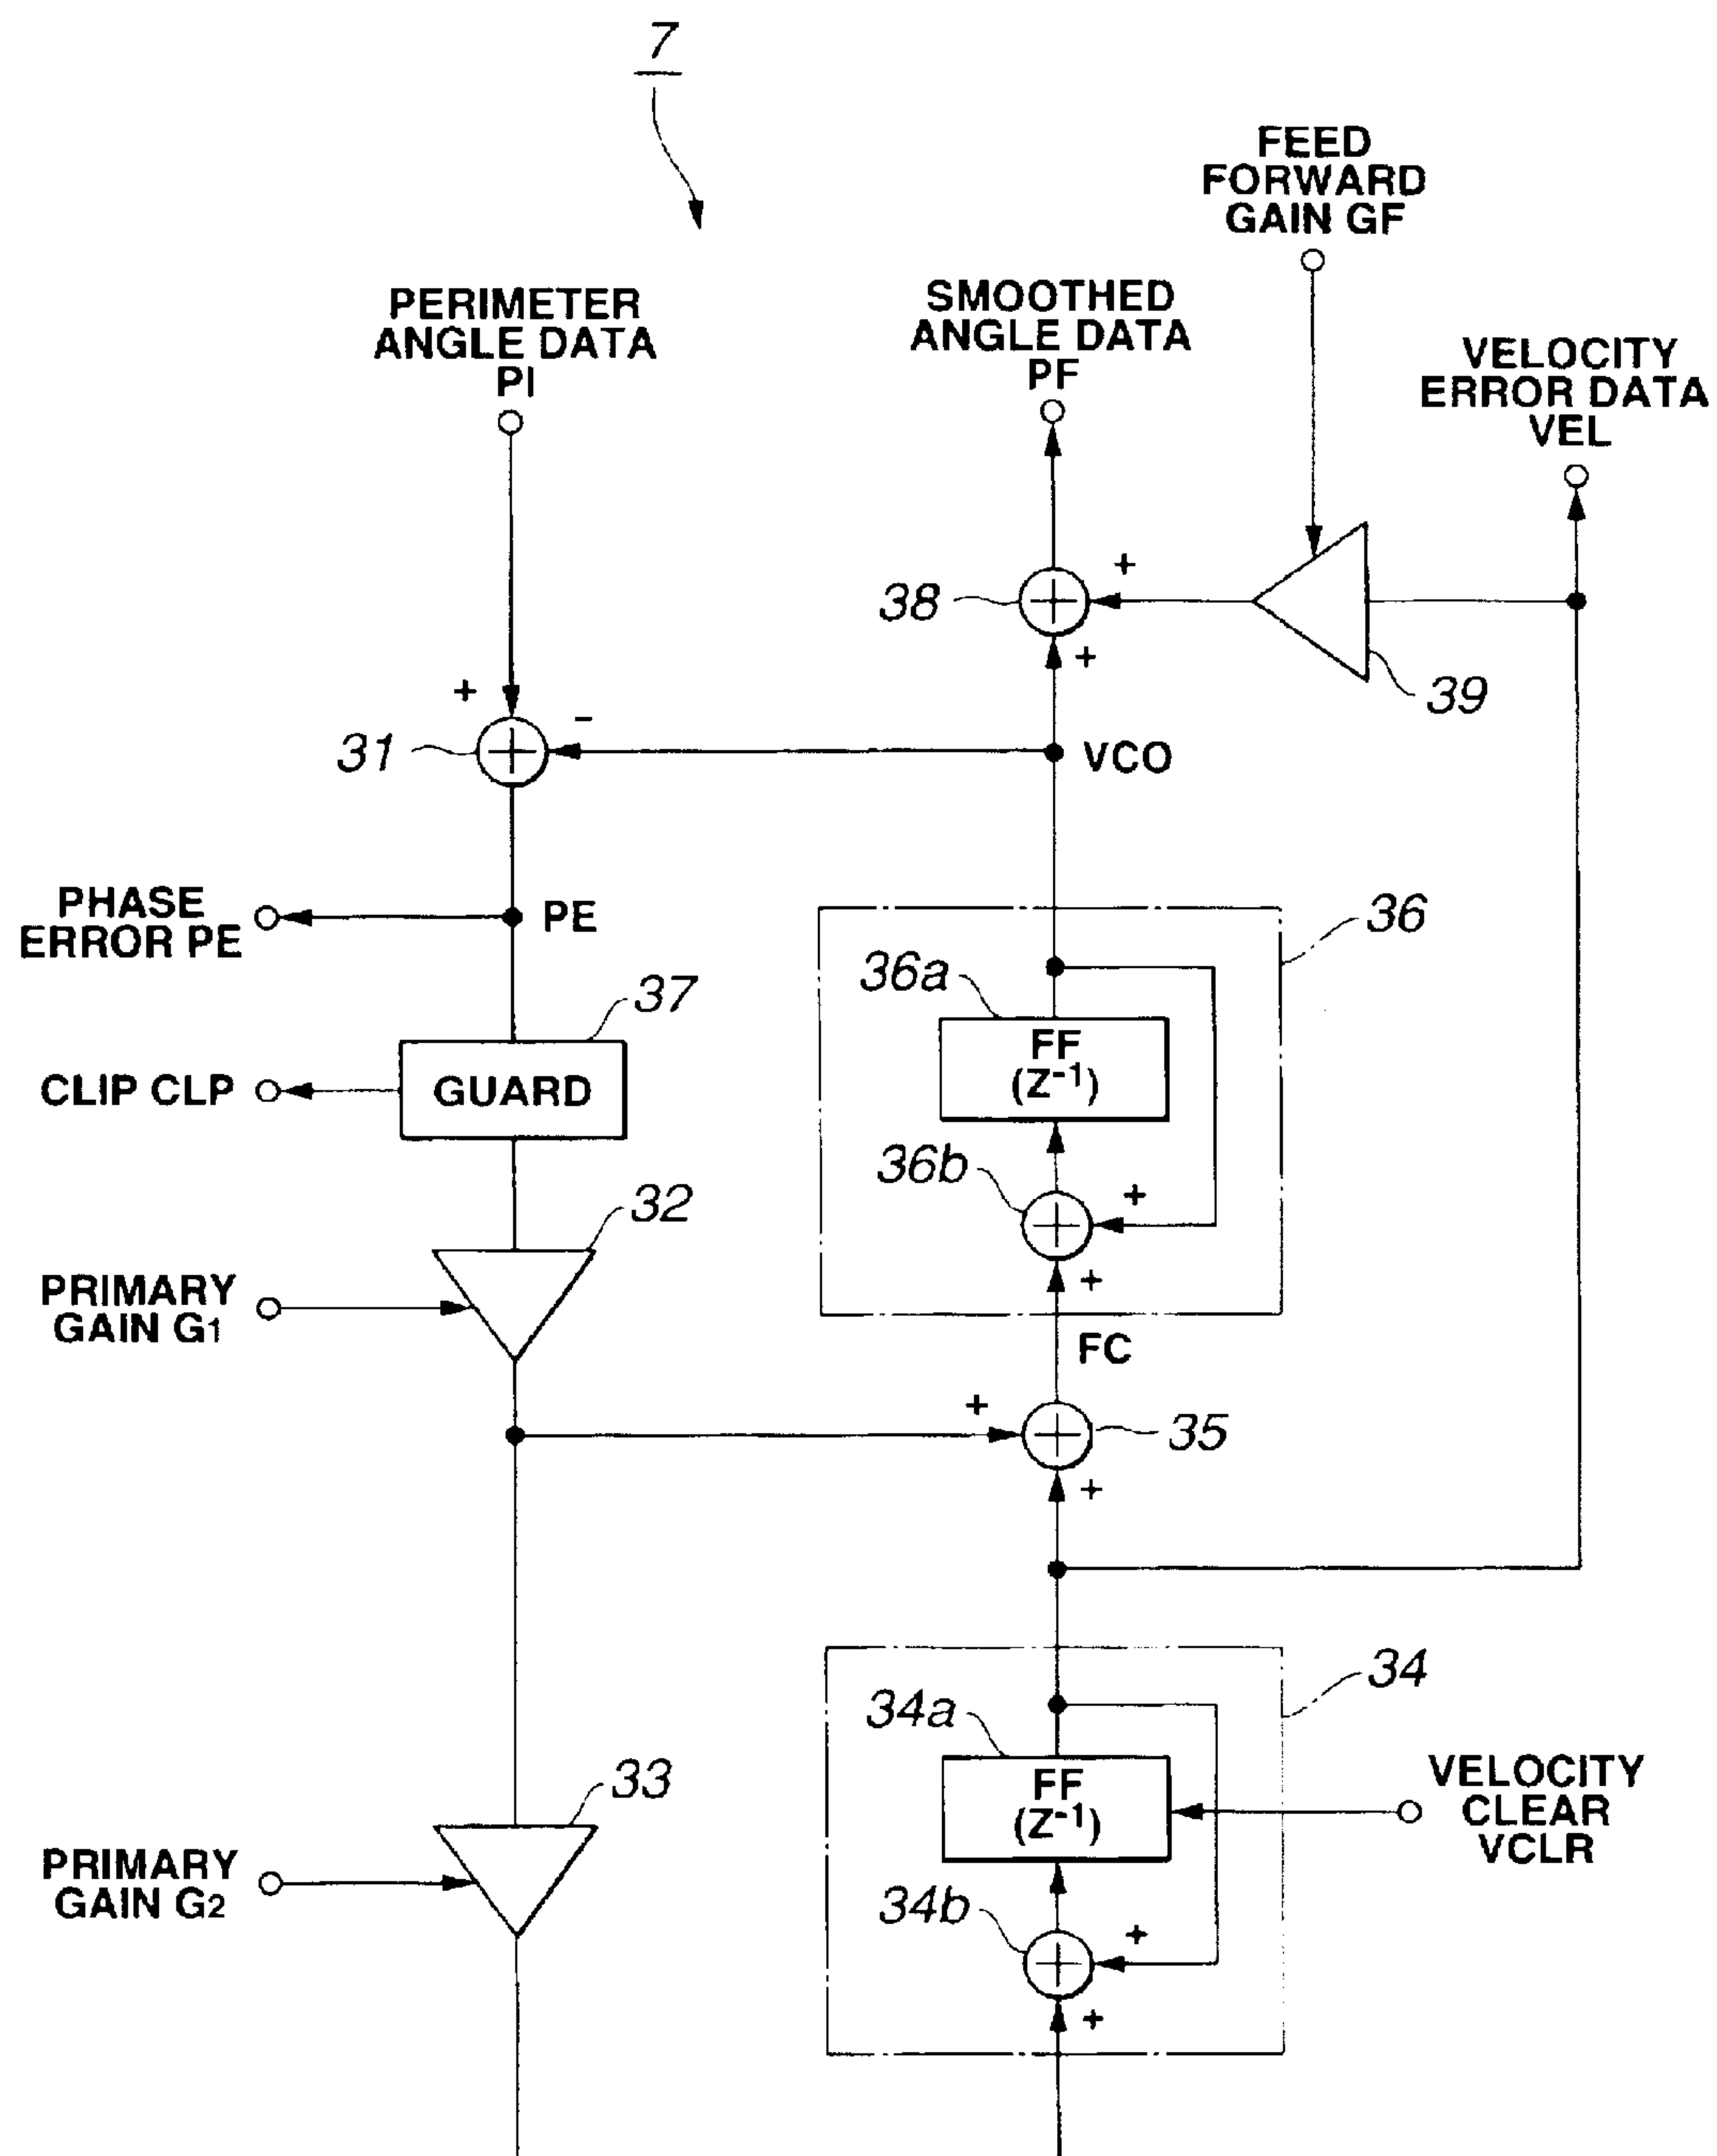 7
FEED
FORWARD
GAIN GF
PERIMETER
ANGLE DATA
PI
SMOOTHED
ANGLE DATA
PF
VELOCITY
ERROR DATA
VEL
38
+
+
39
31
+
-
VCO
PHASE
ERROR PE
PE
36
36a
FF
(Z-1)
37
CLIP CLP
GUARD
36b
+
+
32
PRIMARY
GAIN G1
FC
+
35
+
34
34a
FF
(Z-1)
VELOCITY
CLEAR
VCLR
33
PRIMARY
GAIN G2
34b
+
+